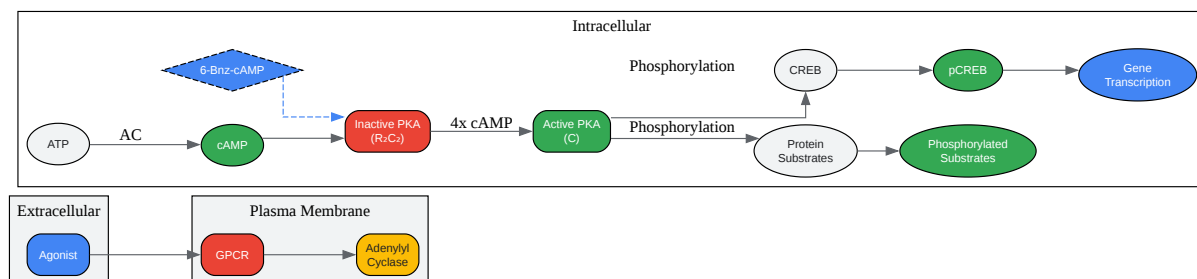 Intracellular
6-Bnz-cAMP
Phosphorylation
CREB
pCREB
Gene
Transcription
ATP
AC
cAMP
Inactive PKA
(R₂C₂)
4x cAMP
Active PKA
(C)
Phosphorylation
Protein
Substrates
Phosphorylated
Substrates
Extracellular
Agonist
Plasma Membrane
GPCR
Adenylyl
Cyclase